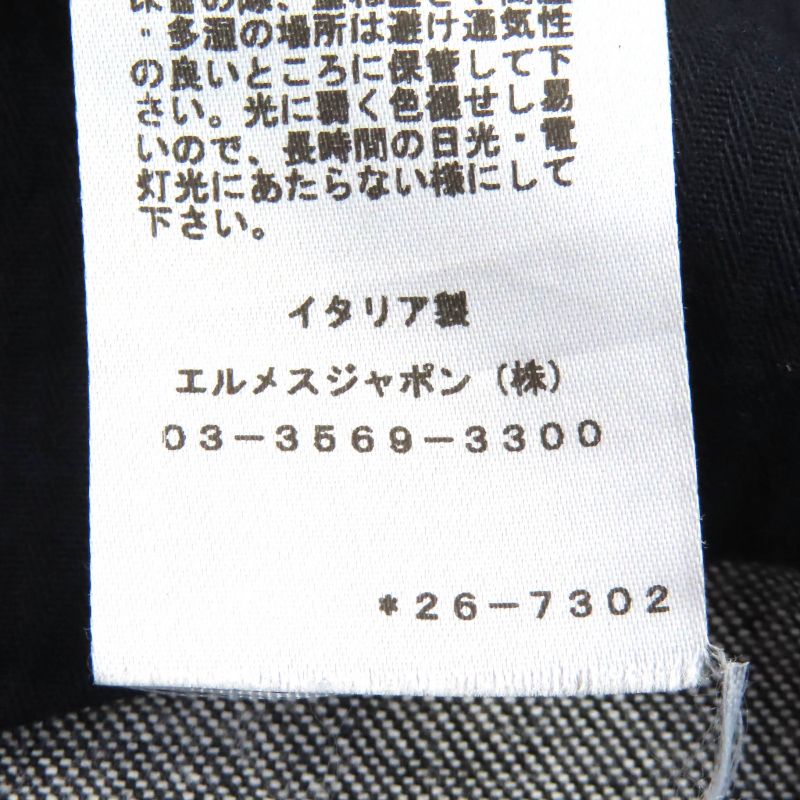 ・多湿の場所は避け通気性
の良いところに保管して下
さい。光に弱く色褪せし易
いので、長時間の日光・電
灯光にあたらない様にして
下さい。
イタリア製
エルメスジャポン（株）
03-3569-3300
*26-7302